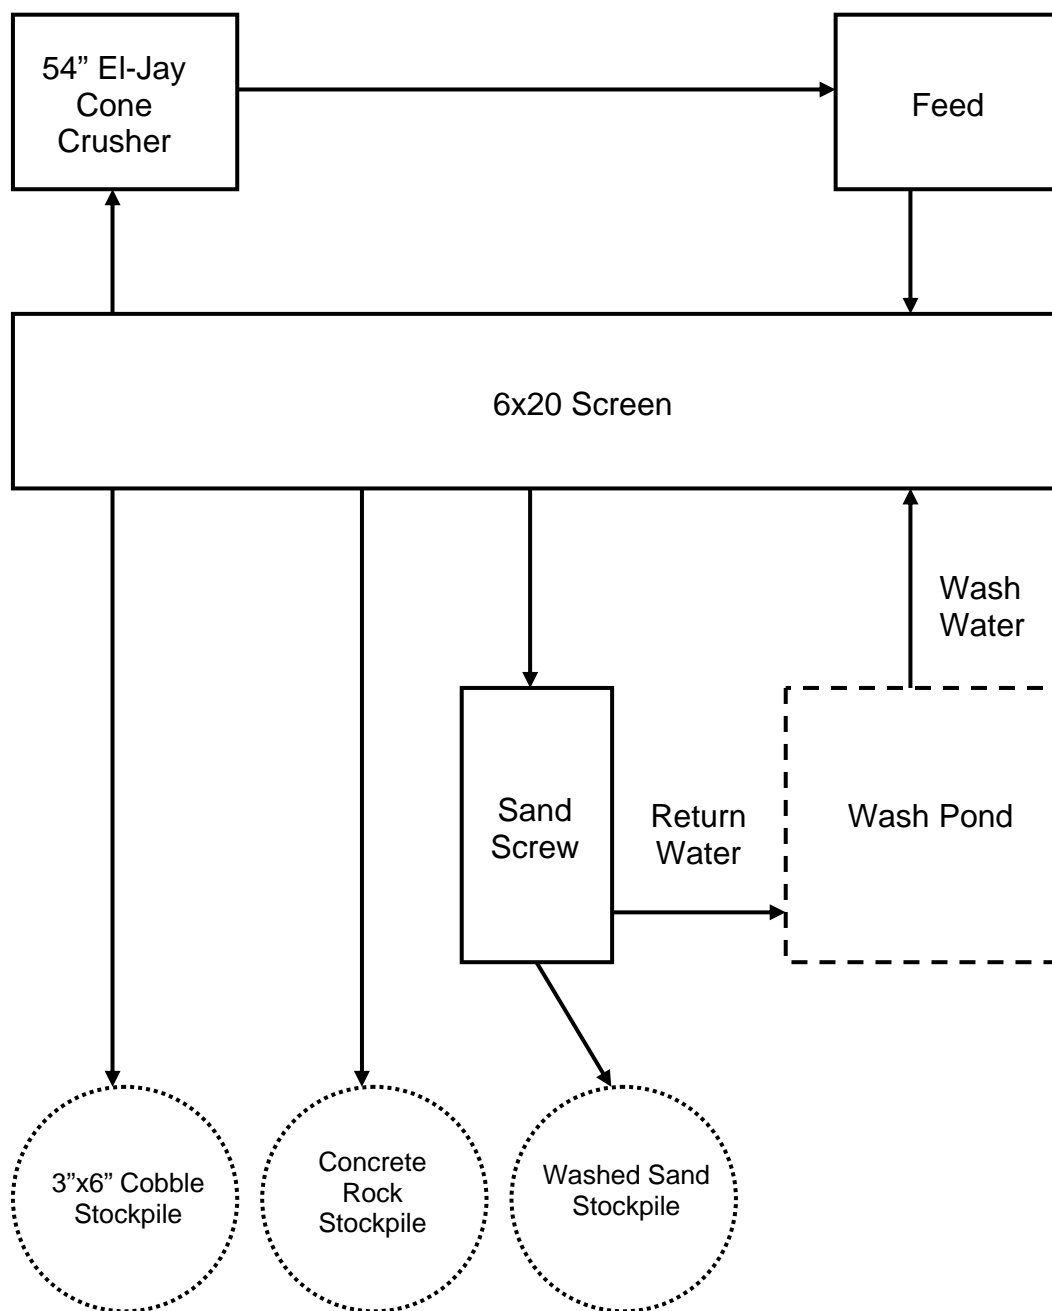 54” El-Jay
Cone
Crusher
Feed
6x20 Screen
Wash
Water
Sand
Screw
Return
Water
Wash Pond
3”x6” Cobble
Stockpile
Concrete
Rock
Stockpile
Washed Sand
Stockpile